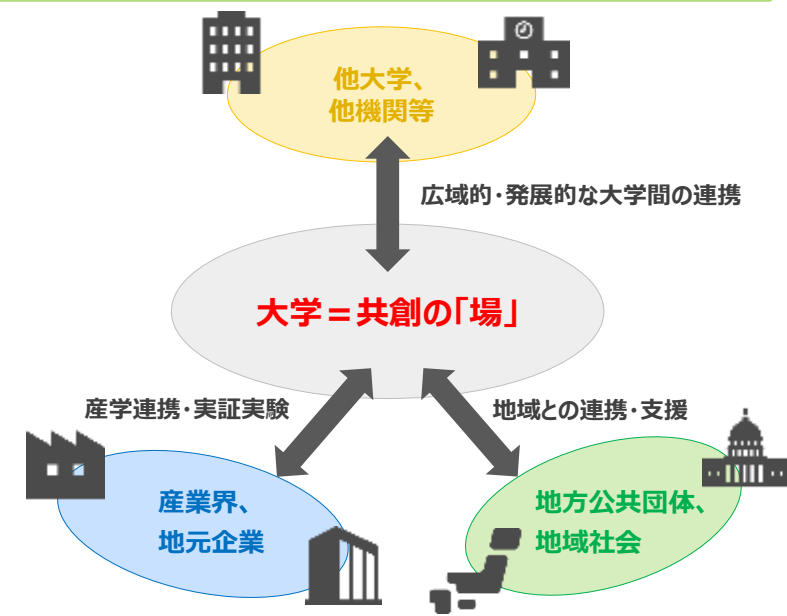 他大学、
他機関等
広域的・発展的な大学間の連携
大学＝共創の「場」
産学連携・実証実験
地域との連携・支援
産業界、
地元企業
地方公共団体、
地域社会